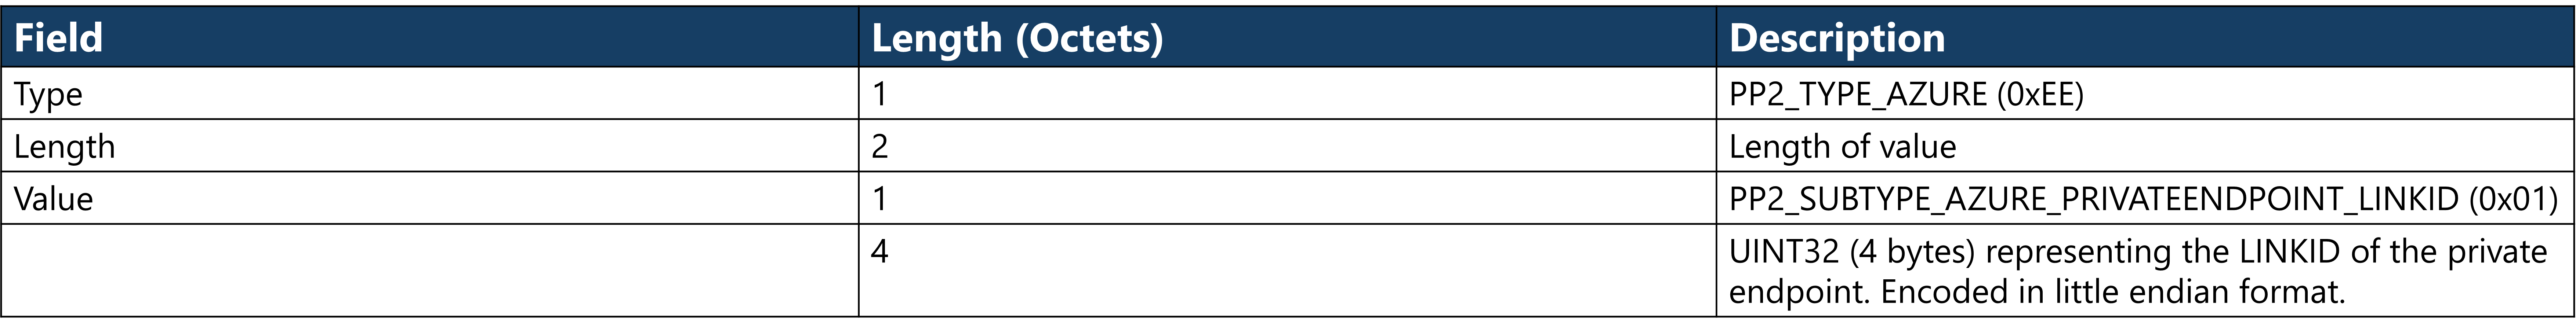 Field Length (Octets) Description
Type 1 PP2_TYPE_AZURE (0xEE)
Length 2 Length of value
Value 1 PP2_SUBTYPE_AZURE_PRIVATEENDPOINT_LINKID (0x01)
4 UINT32 (4 bytes) representing the LINKID of the private
endpoint. Encoded in little endian format.